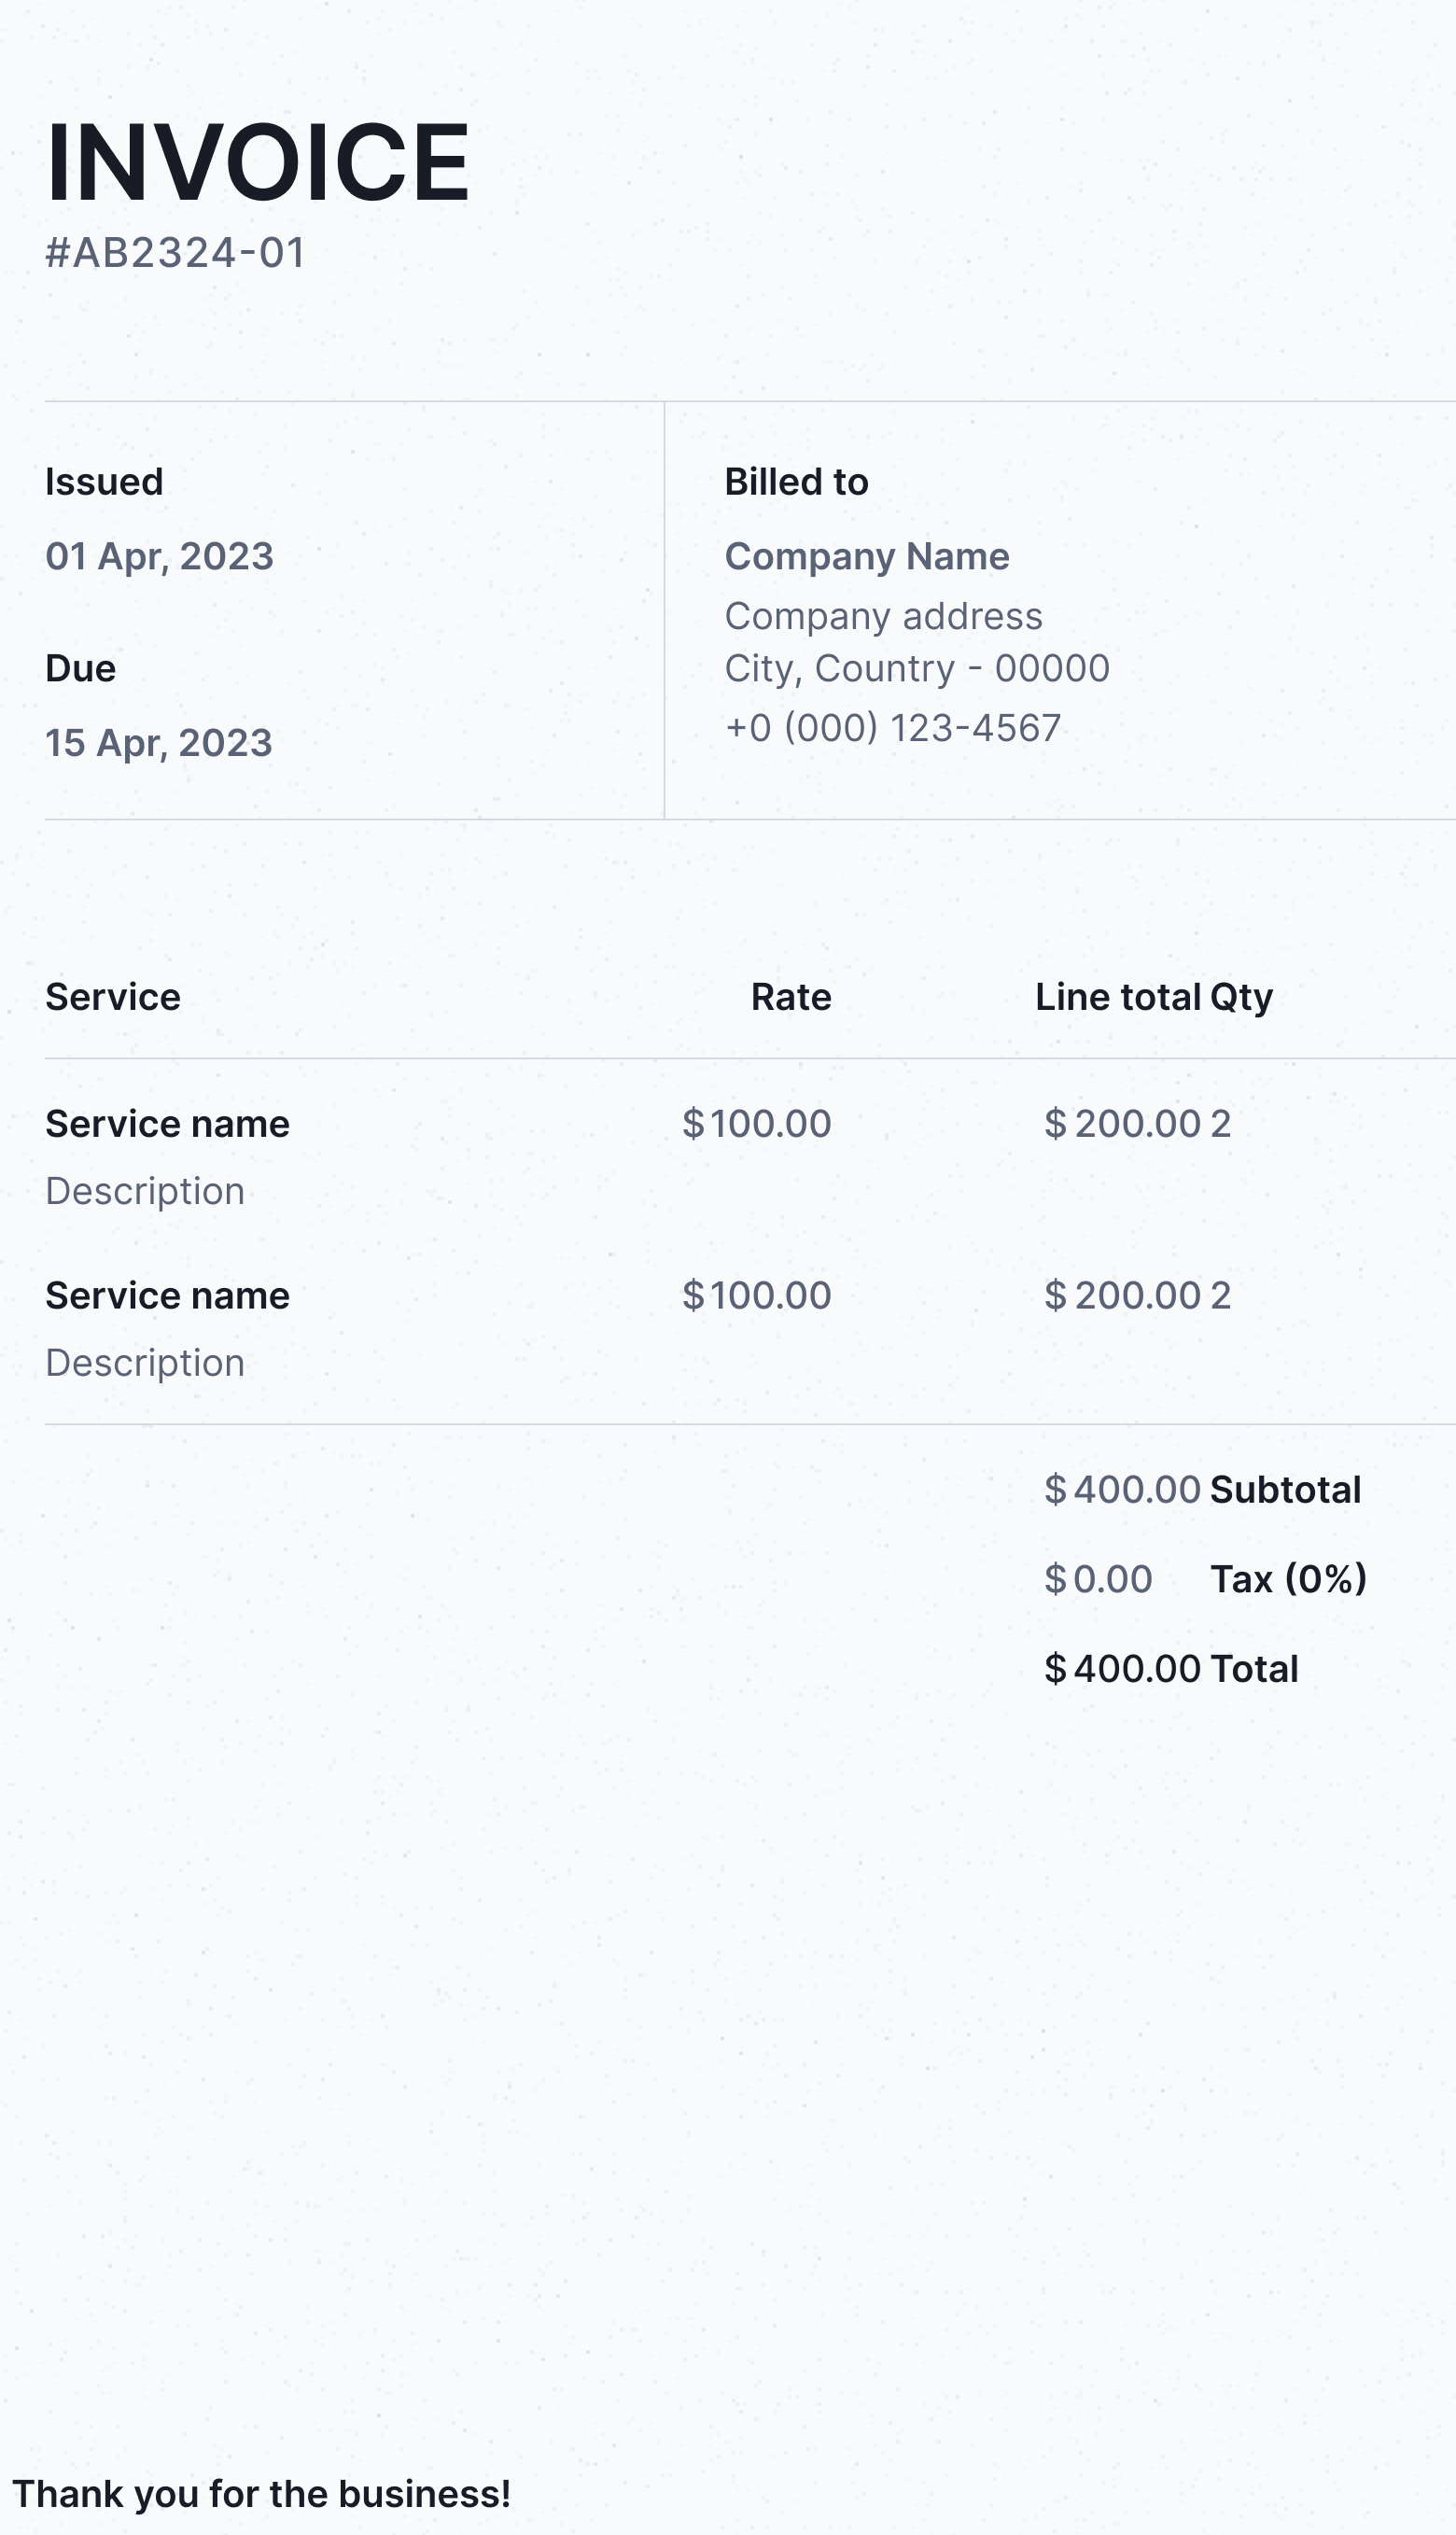 INVOICE
#AB2324-01
Issued
01 Apr, 2023
Due
15 Apr, 2023
Billed to
Company Name
Company address
City, Country - 00000
+0 (000) 123-4567
Service Rate Line total Qty
Service name $100.00 $200.00 2
Description
Service name $100.00 $200.00 2
Description
$400.00 Subtotal
$0.00 Tax (0%)
$400.00 Total
Thank you for the business!